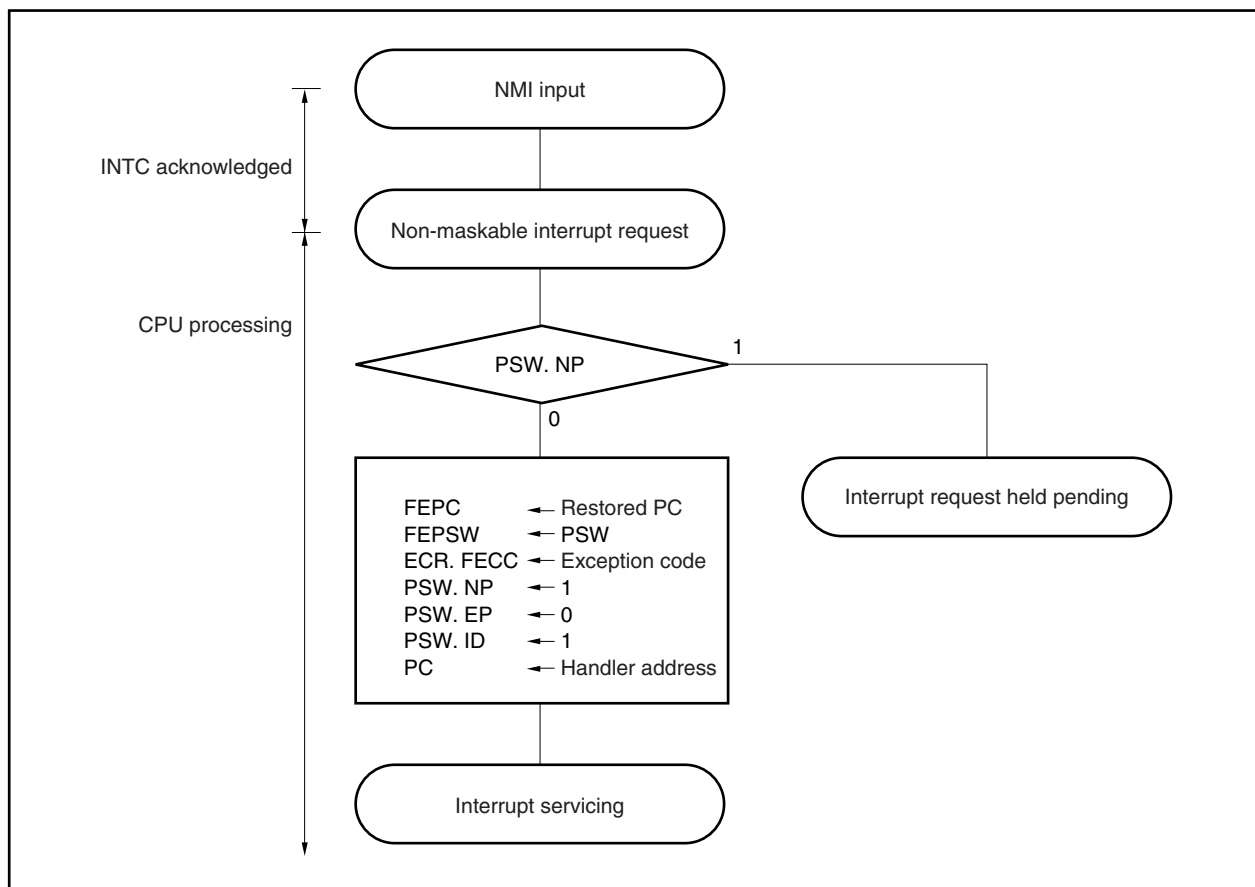 NMI input
INTC acknowledged
Non-maskable interrupt request
CPU processing
PSW. NP
1
0
FEPC ← Restored PC
FEPSW ← PSW
ECR. FECC ← Exception code
PSW. NP ← 1
PSW. EP ← 0
PSW. ID ← 1
PC ← Handler address
Interrupt request held pending
Interrupt servicing